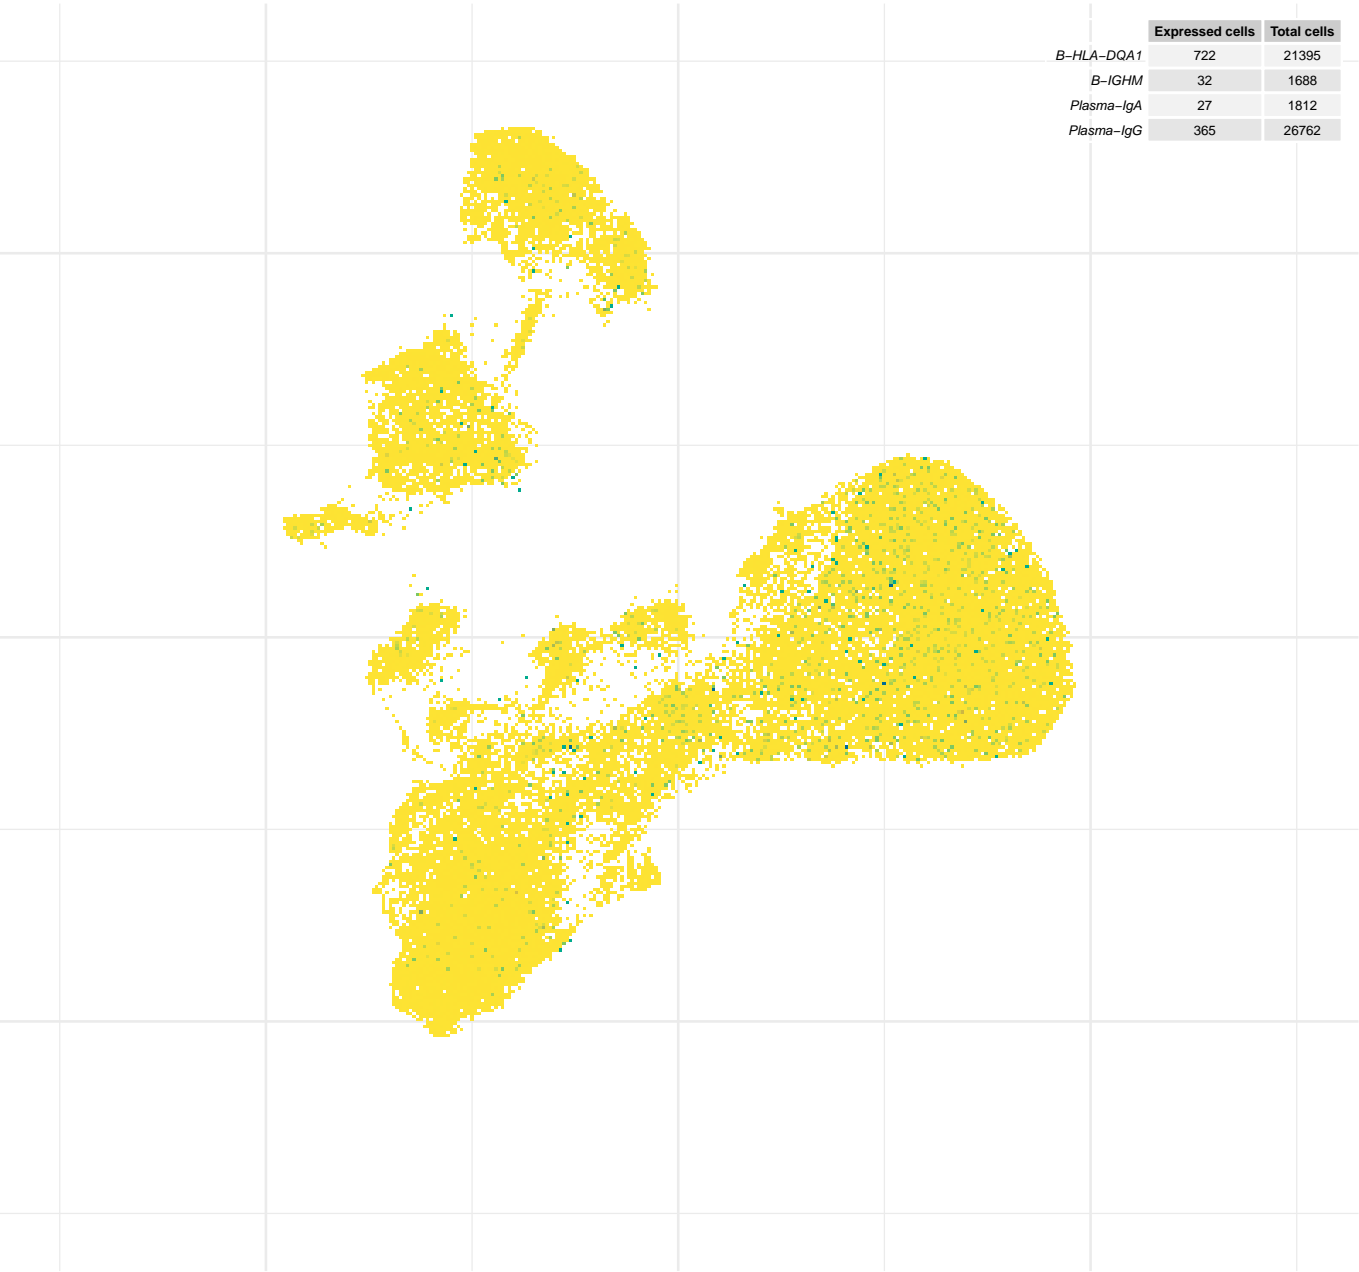 Expressed cells Total cells
B−HLA−DQA1 722 21395
B−IGHM 32 1688
Plasma−IgA 27 1812
Plasma−IgG 365 26762